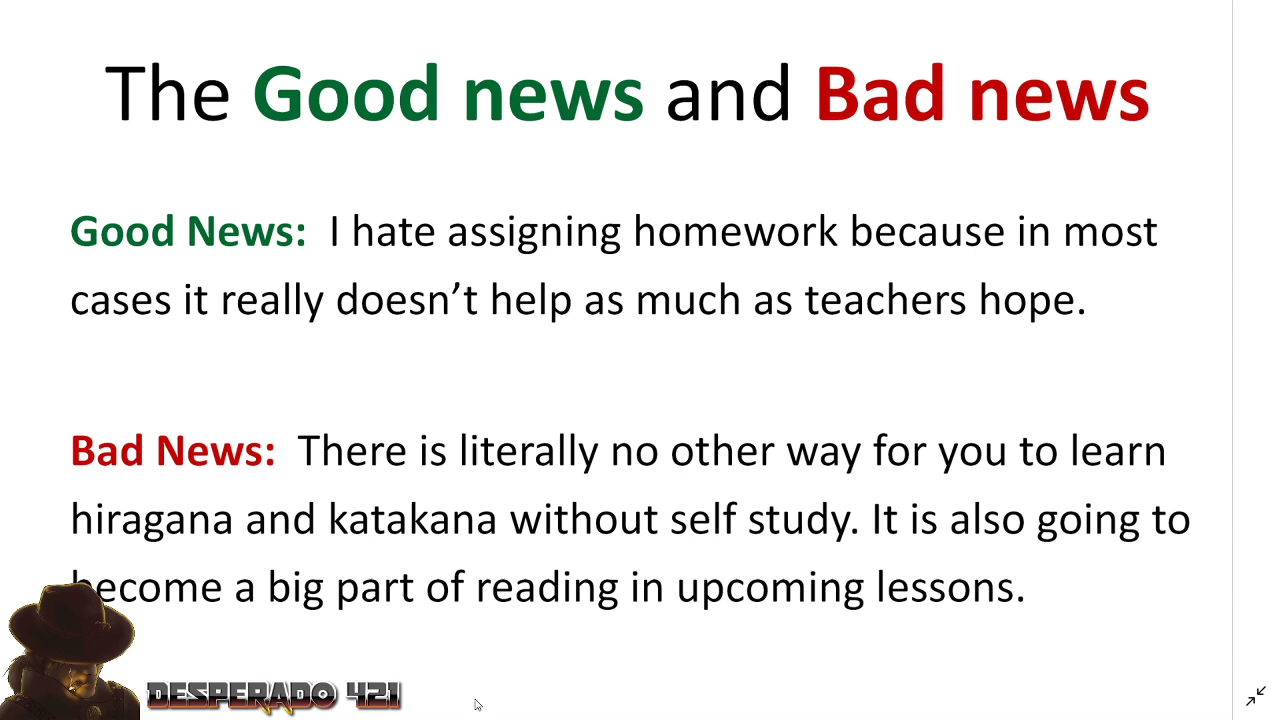 The Good news and Bad news
Good News: I hate assigning homework because in most
cases it really doesn't help as much as teachers hope.
Bad News: There is literally no other way for you to learn
hiragana and katakana without self study. It is also going to
become a big part of reading in upcoming lessons.
DESPERADO 421